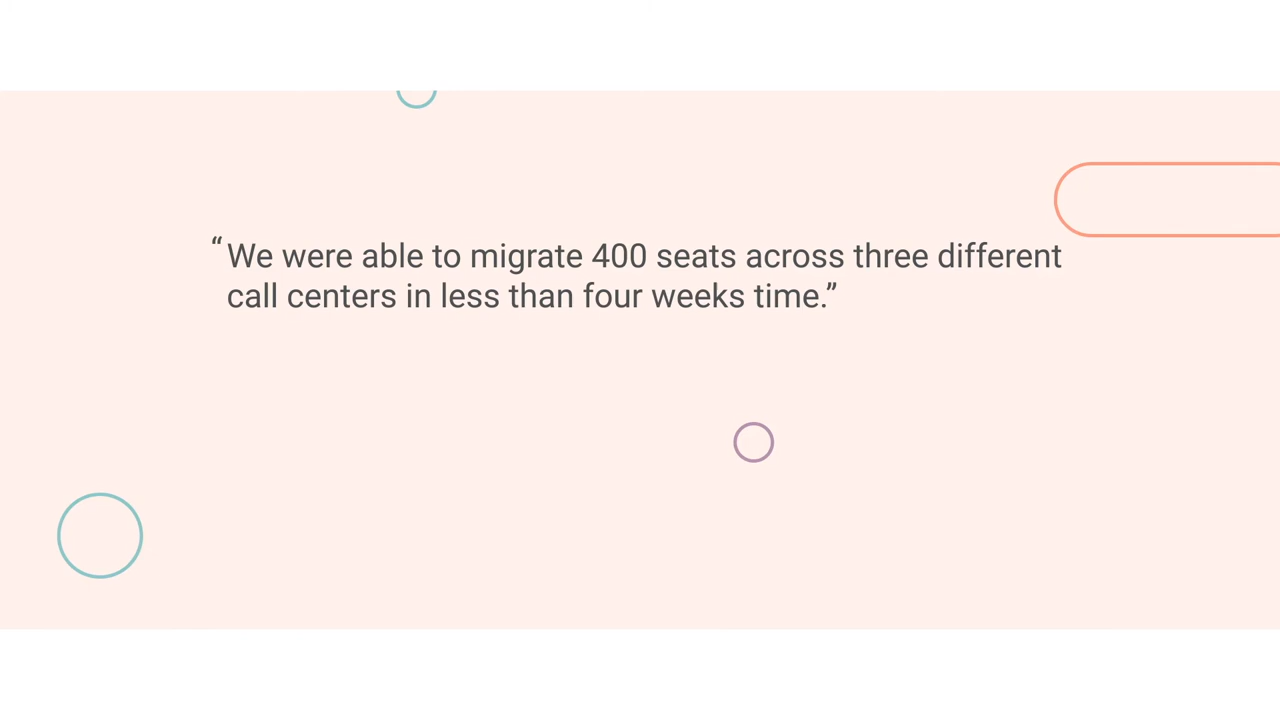 “We were able to migrate 400 seats across three different
call centers in less than four weeks time.”